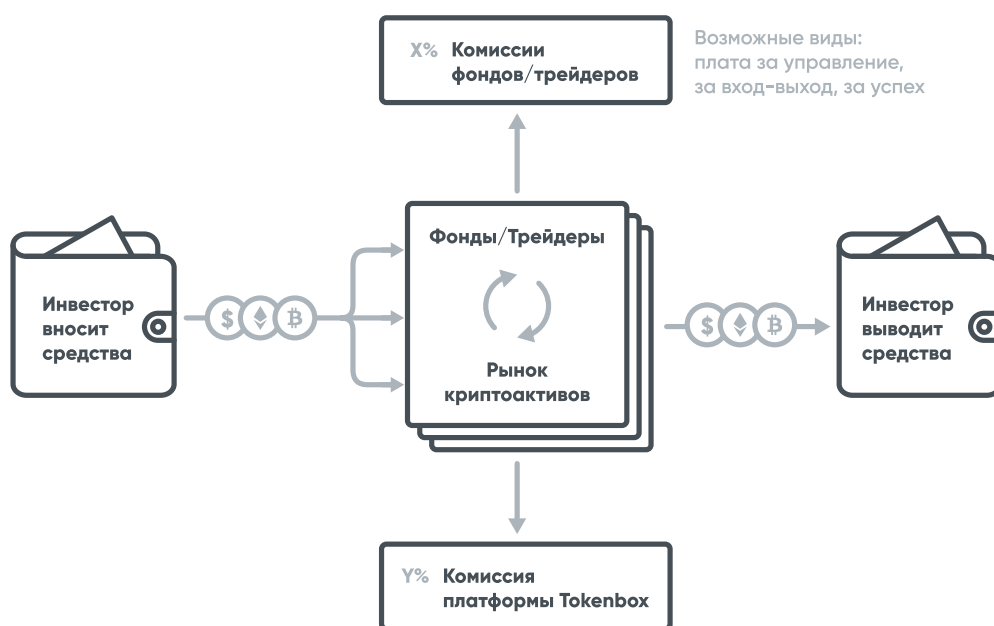 X% Комиссии
фондов/трейдеров
Возможные виды:
плата за управление,
за вход-выход, за успех
Инвестор
вносит
средства
Фонды/Трейдеры
Рынок
криптоактивов
Инвестор
выводит
средства
Y% Комиссия
платформы Tokenbox